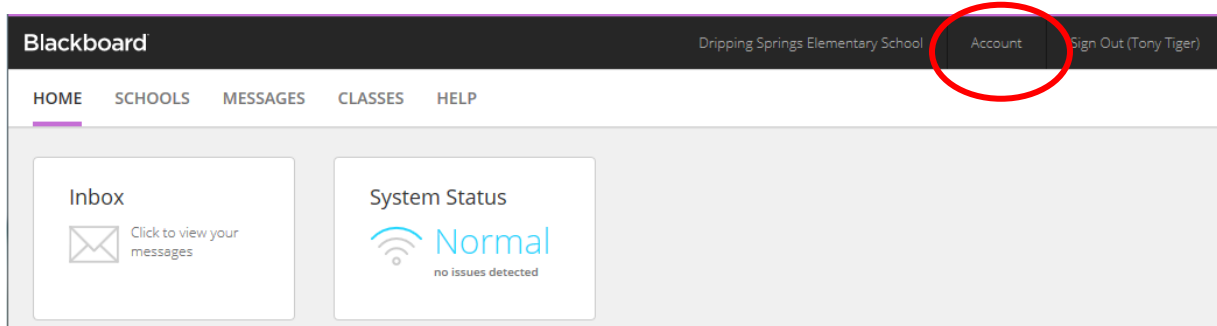 Blackboard Dripping Springs Elementary School Account Sign Out (Tony Tiger)
HOME SCHOOLS MESSAGES CLASSES HELP
Inbox
Click to view your
messages
System Status
Normal
no issues detected